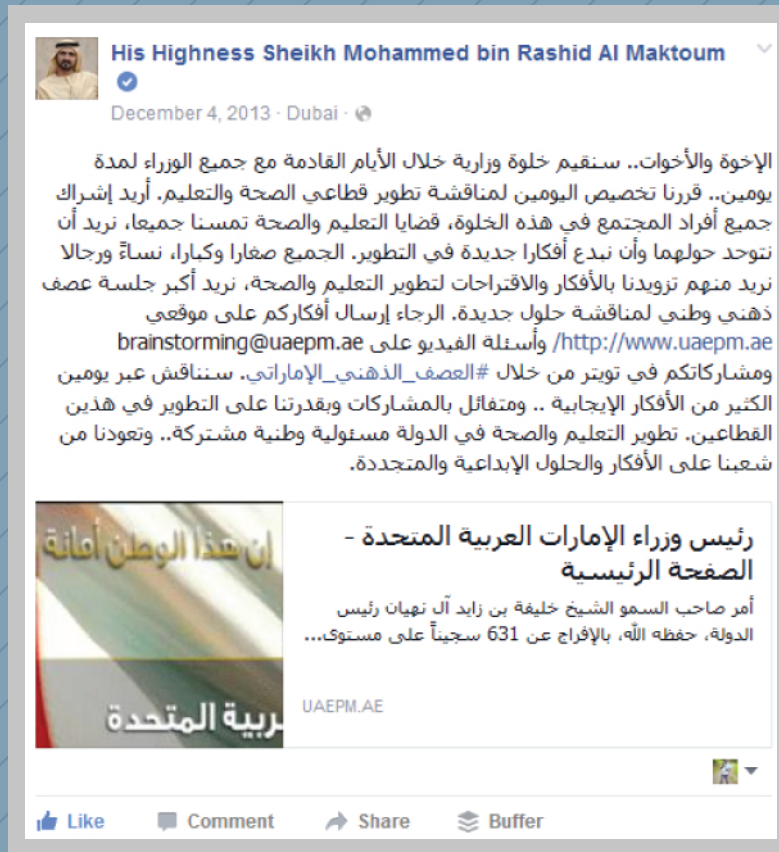 His Highness Sheikh Mohammed bin Rashid Al Maktoum
December 4, 2013 · Dubai ·
الإخوة والأخوات.. سنقيم خلوة وزارية خلال الأيام القادمة مع جميع الوزراء لمدة
يومين.. قررنا تخصيص اليومين لمناقشة تطوير قطاعي الصحة والتعليم. أريد إشراك
جميع أفراد المجتمع في هذه الخلوة، قضايا التعليم والصحة تمسنا جميعا، نريد أن
نتوحد حولهما وأن نبدع أفكارا جديدة في التطوير. الجميع صغارا وكبارا، نساءً ورجالا
نريد منهم تزويدنا بالأفكار والاقتراحات لتطوير التعليم والصحة، نريد أكبر جلسة عصف
ذهني وطني لمناقشة حلول جديدة. الرجاء إرسال أفكاركم على موقعي
http://www.uaepm.ae/ وأسئلة الفيديو على brainstorming@uaepm.ae
ومشاركاتكم في تويتر من خلال #العصف_الذهني_الإماراتي. سنناقش عبر يومين
الكثير من الأفكار الإيجابية .. ومتفائل بالمشاركات وبقدرتنا على التطوير في هذين
القطاعين. تطوير التعليم والصحة في الدولة مسئولية وطنية مشتركة.. وتعودنا من
شعبنا على الأفكار والحلول الإبداعية والمتجددة.
إن هذا الوطن أمانة
ربية المتحدة
رئيس وزراء الإمارات العربية المتحدة -
الصفحة الرئيسية
أمر صاحب السمو الشيخ خليفة بن زايد آل نهيان رئيس
الدولة، حفظه الله، بالإفراج عن 631 سجيناً على مستوى...
UAEPM.AE
Like Comment Share Buffer